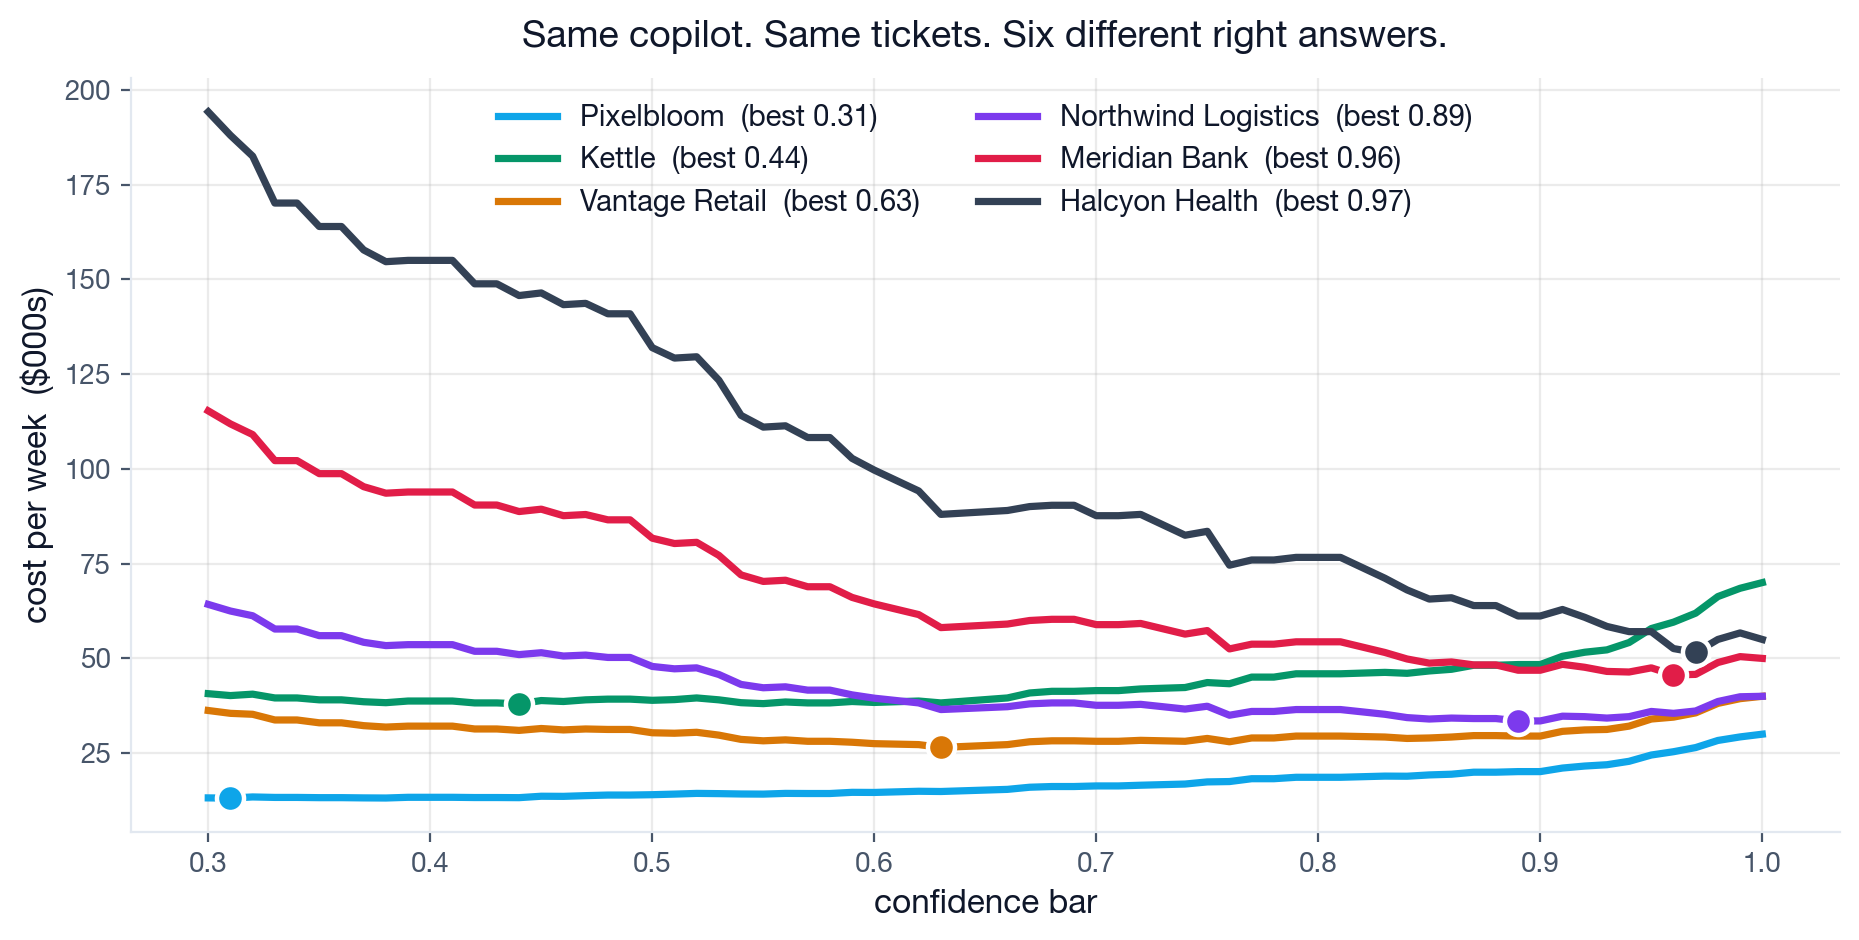 Same copilot. Same tickets. Six different right answers.
Pixelbloom (best 0.31)
Kettle (best 0.44)
Vantage Retail (best 0.63)
Northwind Logistics (best 0.89)
Meridian Bank (best 0.96)
Halcyon Health (best 0.97)
cost per week ($000s)
200
175
150
125
100
75
50
25
0.3 0.4 0.5 0.6 0.7 0.8 0.9 1.0
confidence bar